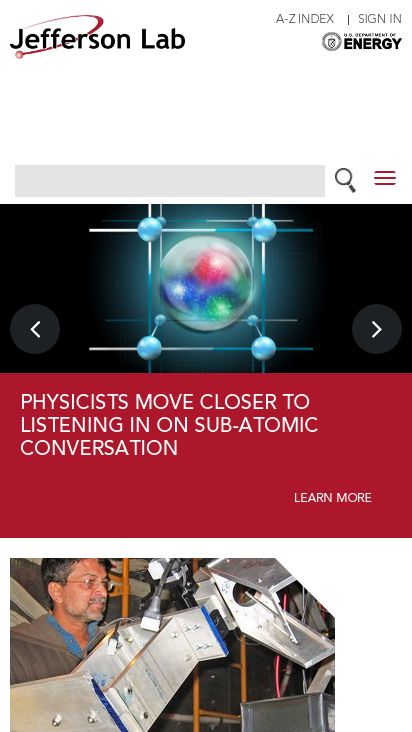 A-Z INDEX | SIGN IN
Jefferson Lab
U.S. DEPARTMENT OF
ENERGY
PHYSICISTS MOVE CLOSER TO
LISTENING IN ON SUB-ATOMIC
CONVERSATION
LEARN MORE